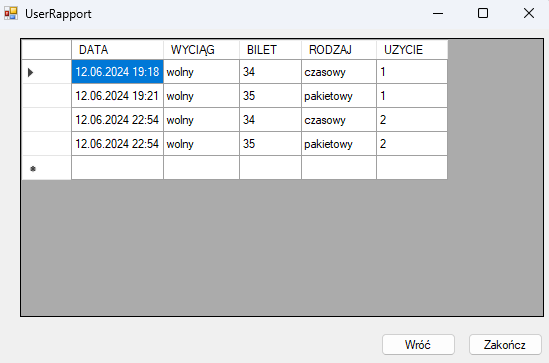 UserRapport
DATA WYCIĄG BILET RODZAJ UZYCIE
12.06.2024 19:18 wolny 34 czasowy 1
12.06.2024 19:21 wolny 35 pakietowy 1
12.06.2024 22:54 wolny 34 czasowy 2
12.06.2024 22:54 wolny 35 pakietowy 2
Wróć Zakończ